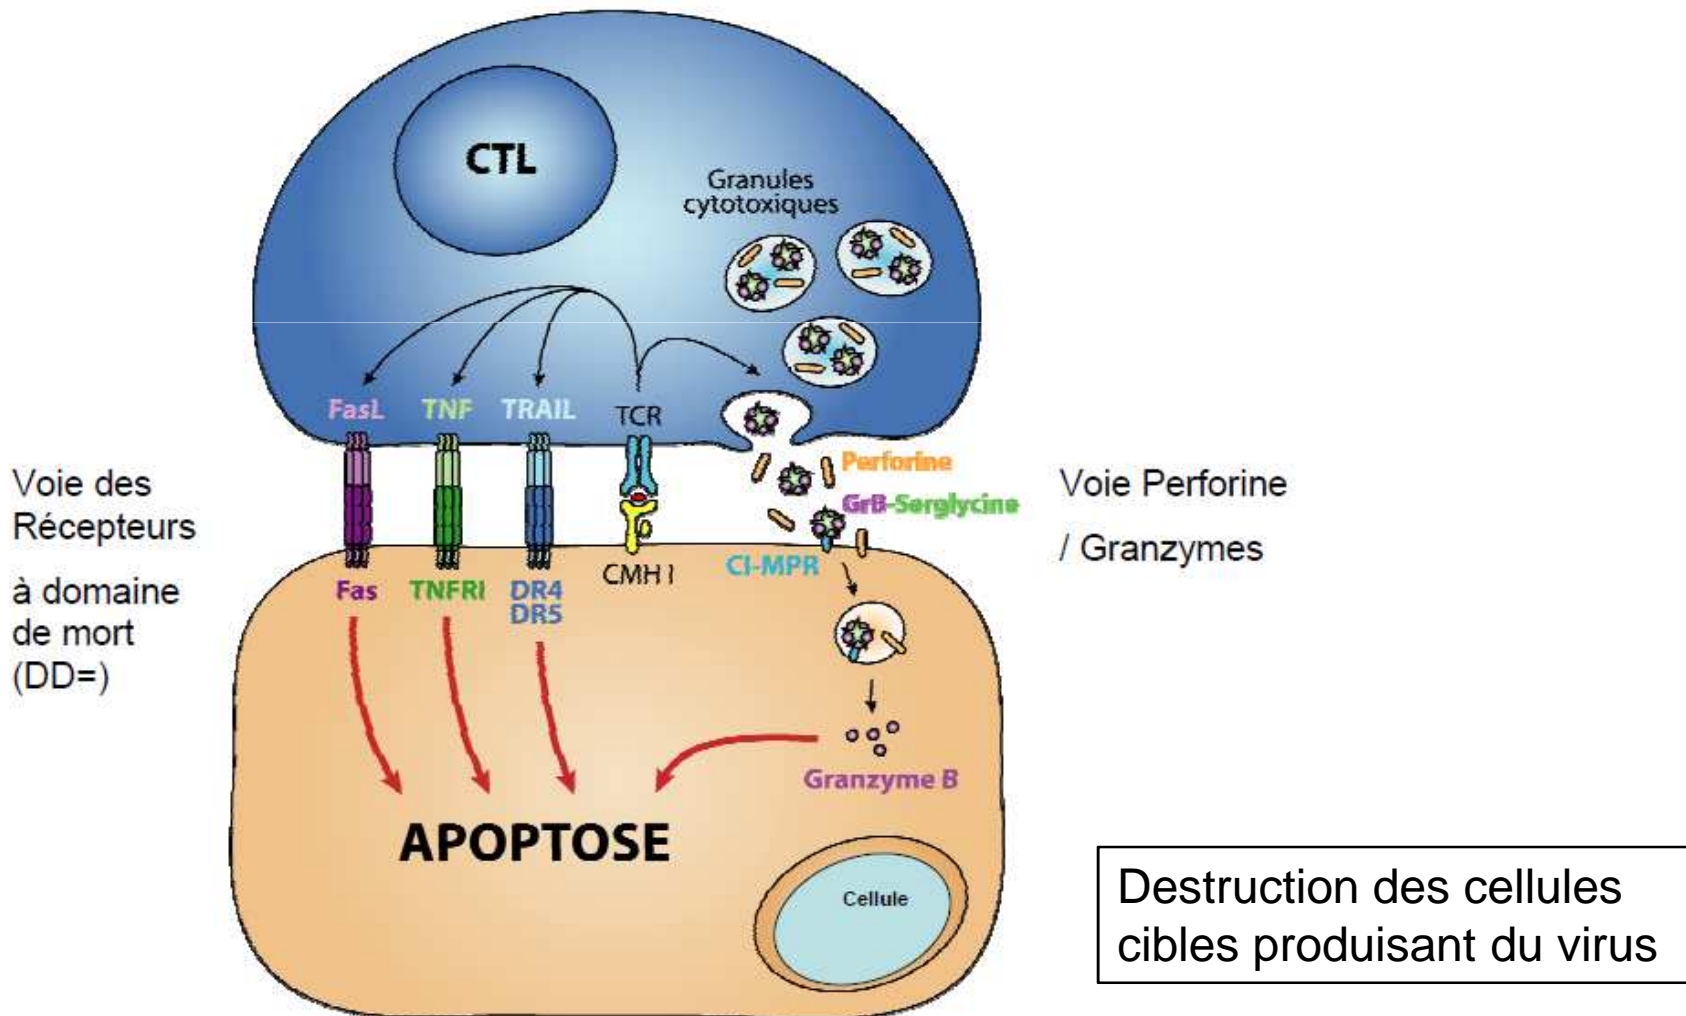 CTL
Granules
cytotoxiques
FasL
TNF
TRAIL
TCR
Perforine
GrB-Serglycine
Voie des
Récepteurs
à domaine
de mort
(DD=)
Voie Perforine
/ Granzymes
Fas
TNFRI
DR4
DR5
CMH I
CI-MPR
Granzyme B
APOPTOSE
Cellule
Destruction des cellules
cibles produisant du virus